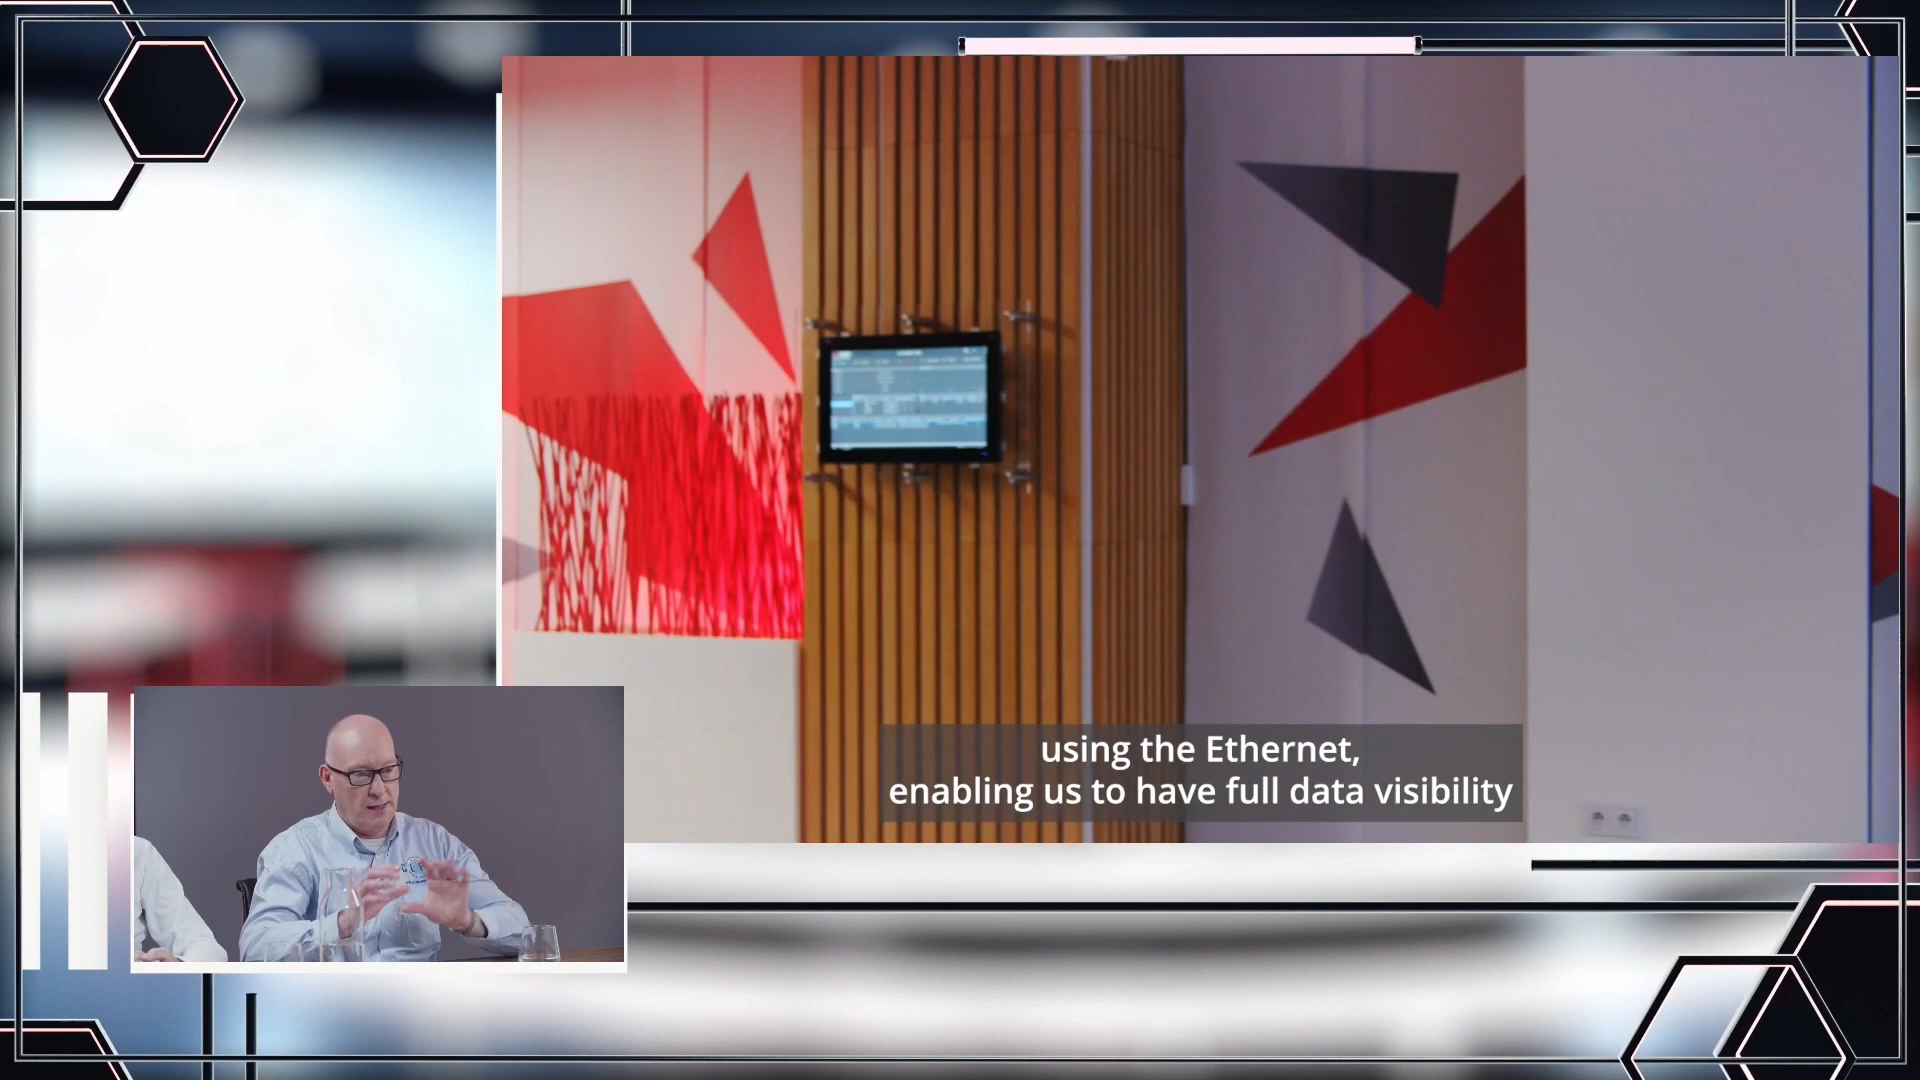 using the Ethernet,
enabling us to have full data visibility